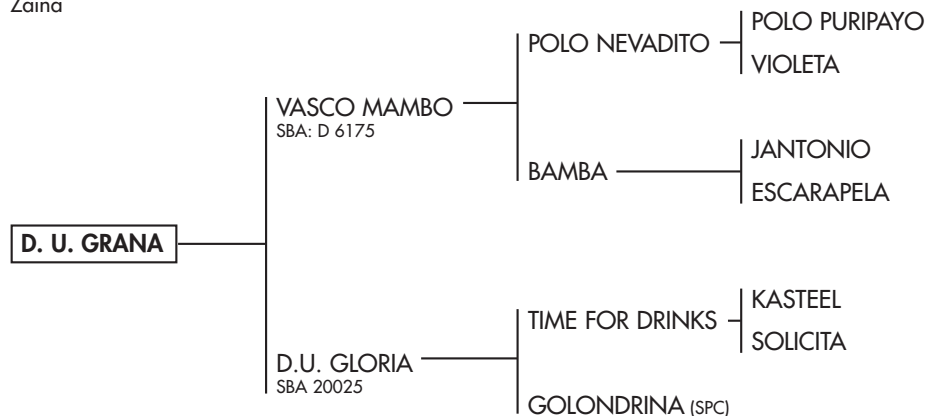 Zaina
POLO PURIPAYO
POLO NEVADITO
VIOLETA
VASCO MAMBO
SBA: D 6175
JANTONIO
BAMBA
ESCARAPELA
D. U. GRANA
KASTEEL
TIME FOR DRINKS
SOLICITA
D.U. GLORIA
SBA 20025
GOLONDRINA (SPC)